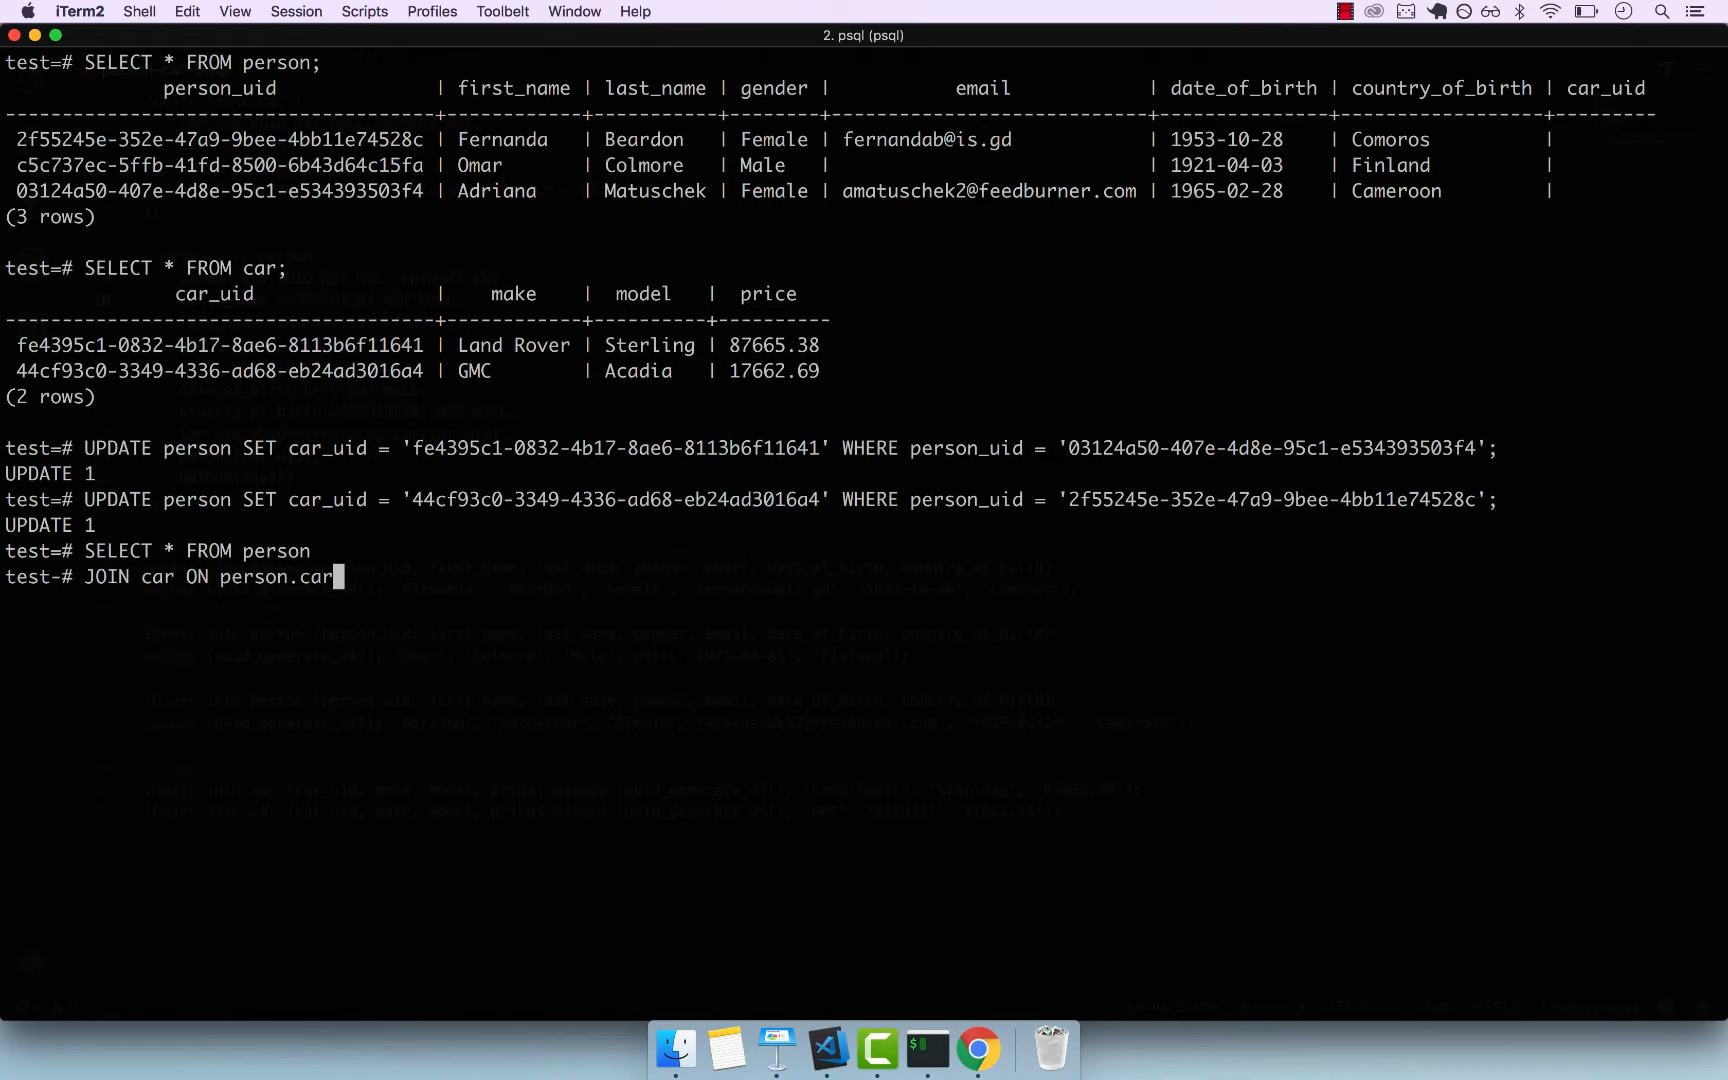 iTerm2 Shell Edit View Session Scripts Profiles Toolbelt Window Help
2. psql (psql)
test=# SELECT * FROM person;
person_uid | first_name | last_name | gender | email | date_of_birth | country_of_birth | car_uid
--------------------------------------+------------+-----------+--------+----------------------------+---------------+------------------+---------
2f55245e-352e-47a9-9bee-4bb11e74528c | Fernanda | Beardon | Female | fernandab@is.gd | 1953-10-28 | Comoros |
c5c737ec-5ffb-41fd-8500-6b43d64c15fa | Omar | Colmore | Male | | 1921-04-03 | Finland |
03124a50-407e-4d8e-95c1-e534393503f4 | Adriana | Matuschek | Female | amatuschek2@feedburner.com | 1965-02-28 | Cameroon |
(3 rows)
test=# SELECT * FROM car;
car_uid | make | model | price
--------------------------------------+------------+----------+----------
fe4395c1-0832-4b17-8ae6-8113b6f11641 | Land Rover | Sterling | 87665.38
44cf93c0-3349-4336-ad68-eb24ad3016a4 | GMC | Acadia | 17662.69
(2 rows)
test=# UPDATE person SET car_uid = 'fe4395c1-0832-4b17-8ae6-8113b6f11641' WHERE person_uid = '03124a50-407e-4d8e-95c1-e534393503f4';
UPDATE 1
test=# UPDATE person SET car_uid = '44cf93c0-3349-4336-ad68-eb24ad3016a4' WHERE person_uid = '2f55245e-352e-47a9-9bee-4bb11e74528c';
UPDATE 1
test=# SELECT * FROM person
test-# JOIN car ON person.car